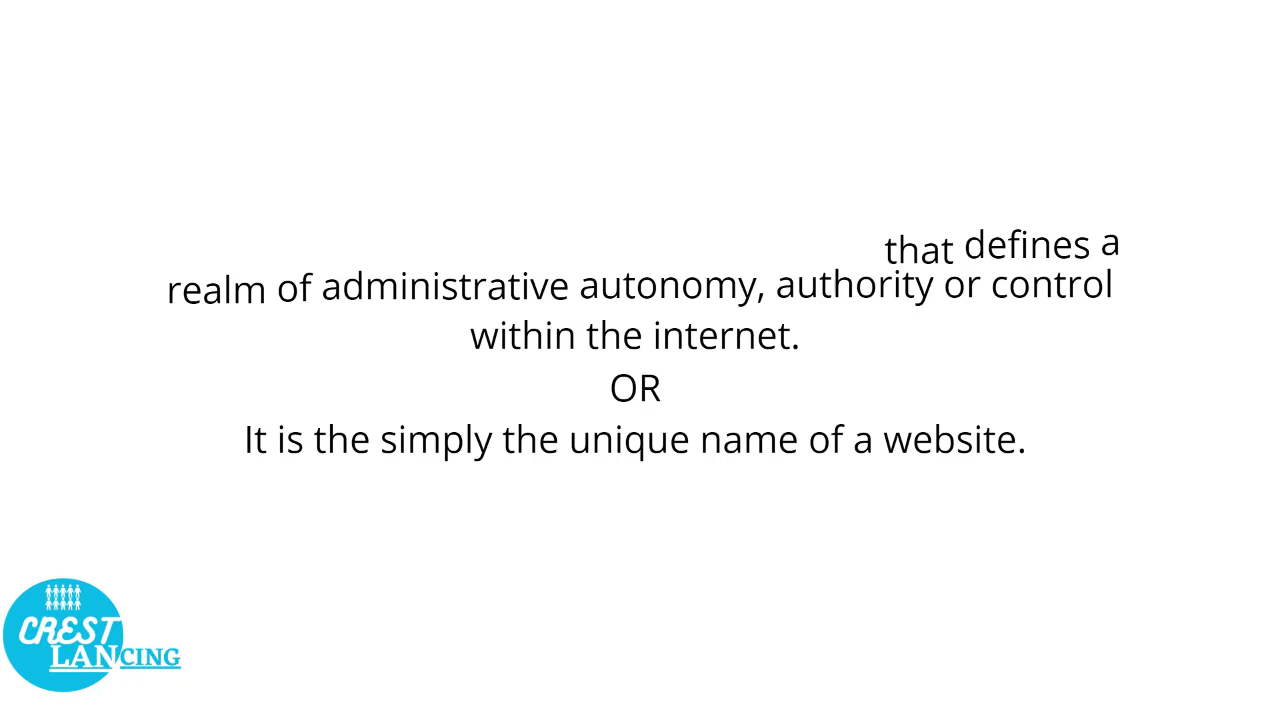 that defines a
realm of administrative autonomy, authority or control
within the internet.
OR
It is the simply the unique name of a website.
CREST
LANCING